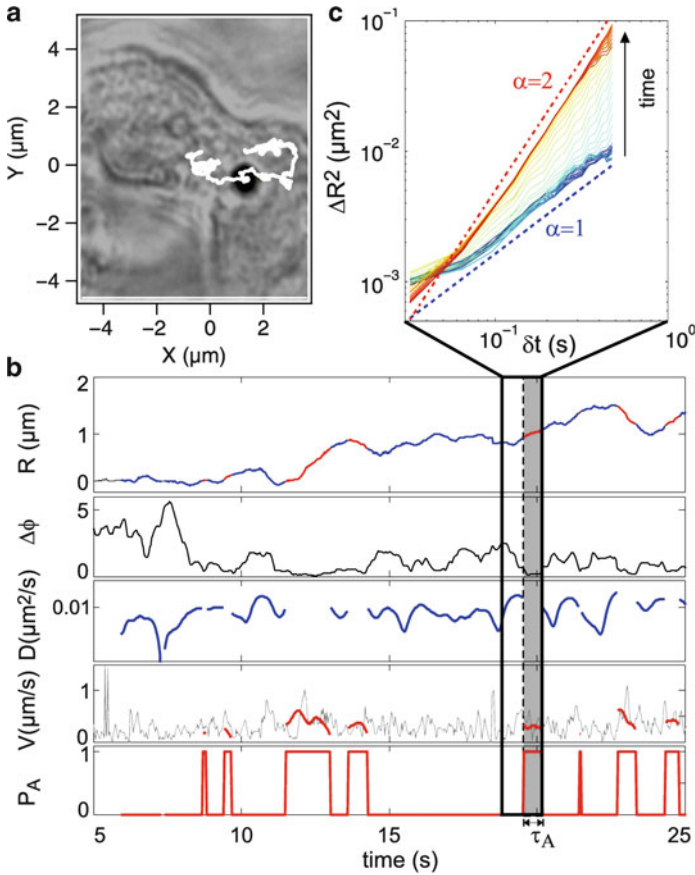 a
Y (µm)
4
2
0
−2
−4
−4 −2 0 2
X (µm)
c
ΔR² (µm²)
10⁻¹
10⁻²
10⁻³
α=2
α=1
time
10⁻¹ 10⁰
δt (s)
b
R (µm)
2
1
0
Δϕ
5
0
D(µm²/s)
0.01
V(µm/s)
1
0
P_A
1
0
5 10 15 25
τ_A
time (s)